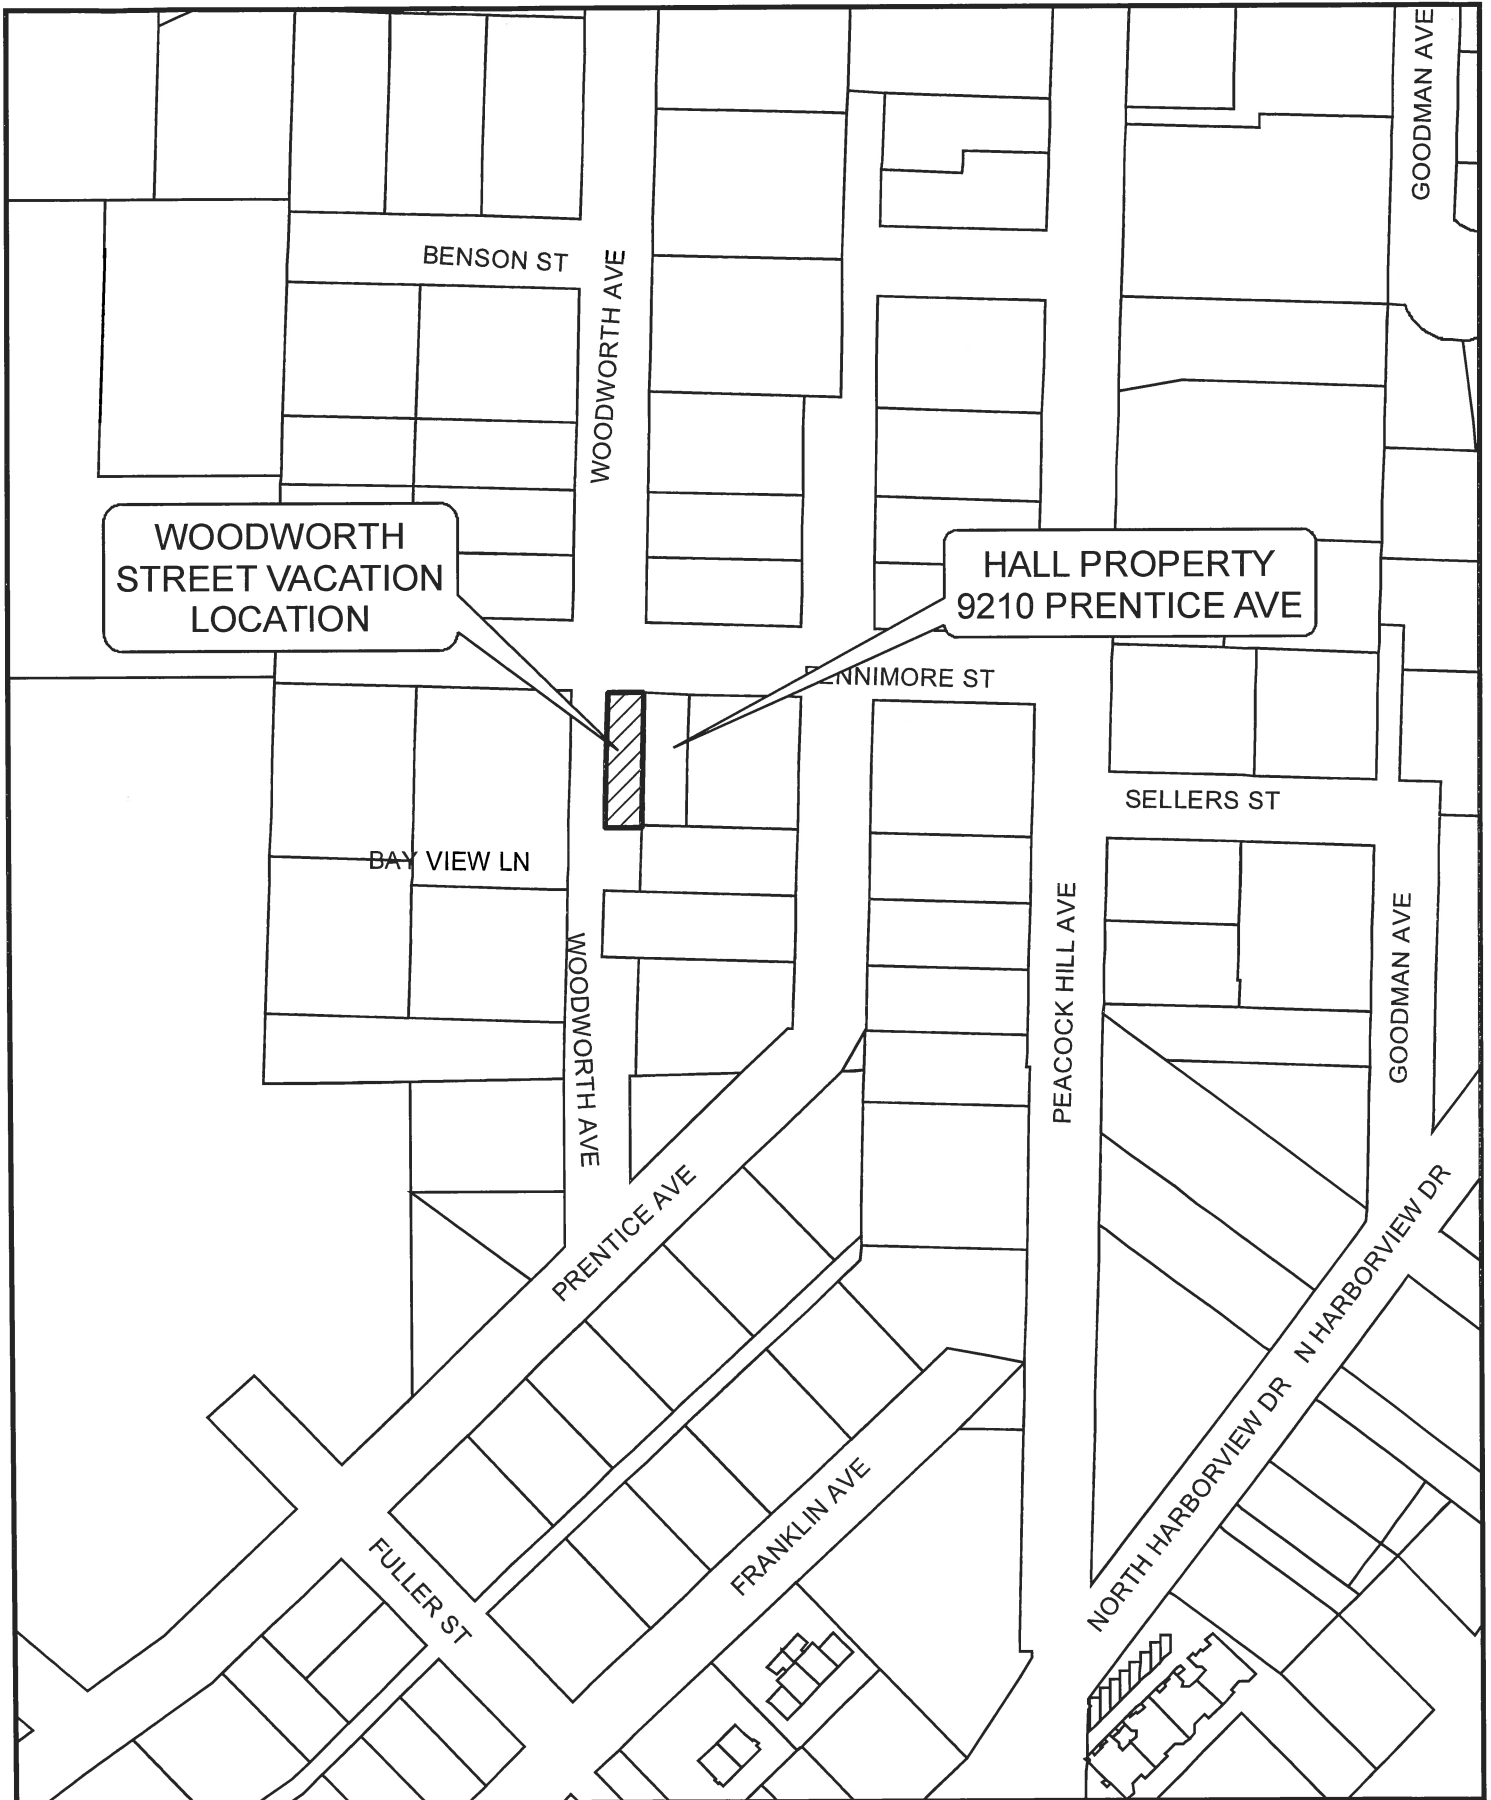 GOODMAN AVE
BENSON ST
WOODWORTH AVE
WOODWORTH
STREET VACATION
LOCATION
HALL PROPERTY
9210 PRENTICE AVE
FENNIMORE ST
SELLERS ST
BAY VIEW LN
WOODWORTH AVE
PEACOCK HILL AVE
GOODMAN AVE
PRENTICE AVE
N HARBORVIEW DR
NORTH HARBORVIEW DR
FRANKLIN AVE
FULLER ST